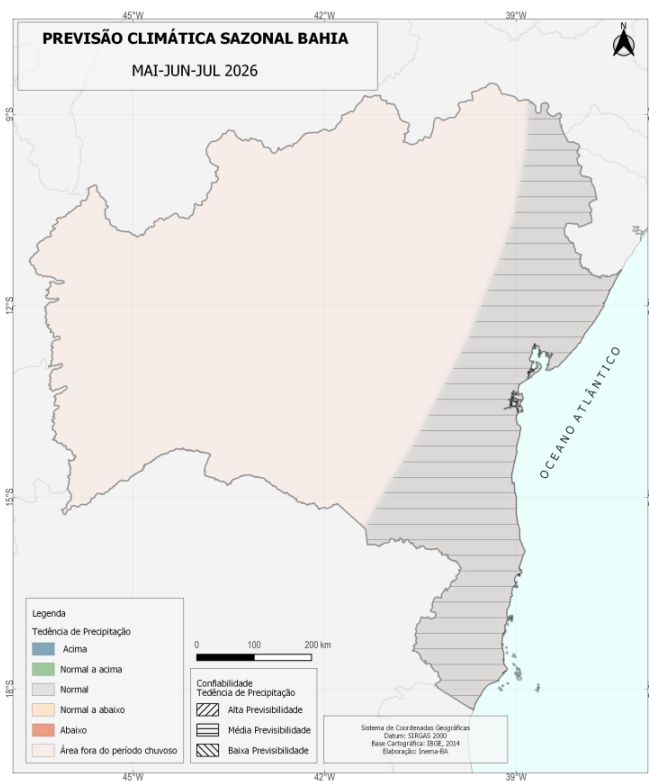 45°W 42°W 39°W
PREVISÃO CLIMÁTICA SAZONAL BAHIA
MAI-JUN-JUL 2026
N
9°S
12°S
OCEANO ATLÂNTICO
15°S
Legenda
Tedência de Precipitação
Acima
Normal a acima
Normal
Normal a abaixo
Abaixo
Área fora do período chuvoso
0 100 200 km
Confiabilidade
Tedência de Precipitação
Alta Previsibilidade
Média Previsibilidade
Baixa Previsibilidade
18°S
Sistema de Coordenadas Geográficas
Datum: SIRGAS 2000
Base Cartográfica: IBGE, 2014
Elaboração: Inema-BA
45°W 42°W 39°W